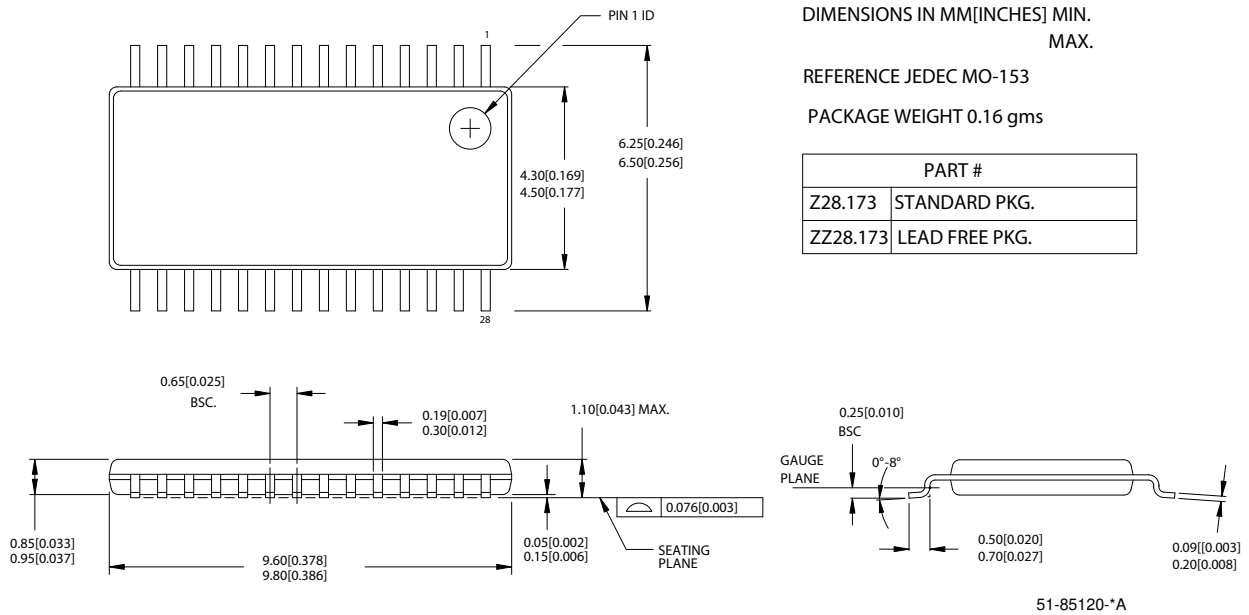 PIN 1 ID
1
6.25[0.246]
6.50[0.256]
4.30[0.169]
4.50[0.177]
28
DIMENSIONS IN MM[INCHES] MIN.
MAX.
REFERENCE JEDEC MO-153
PACKAGE WEIGHT 0.16 gms
PART #
Z28.173 STANDARD PKG.
ZZ28.173 LEAD FREE PKG.
0.65[0.025]
BSC.
0.19[0.007]
0.30[0.012]
1.10[0.043] MAX.
0.85[0.033]
0.95[0.037]
9.60[0.378]
9.80[0.386]
0.05[0.002]
0.15[0.006]
0.076[0.003]
SEATING
PLANE
0.25[0.010]
BSC
GAUGE
PLANE
0°-8°
0.50[0.020]
0.70[0.027]
0.09[[0.003]
0.20[0.008]
51-85120-*A